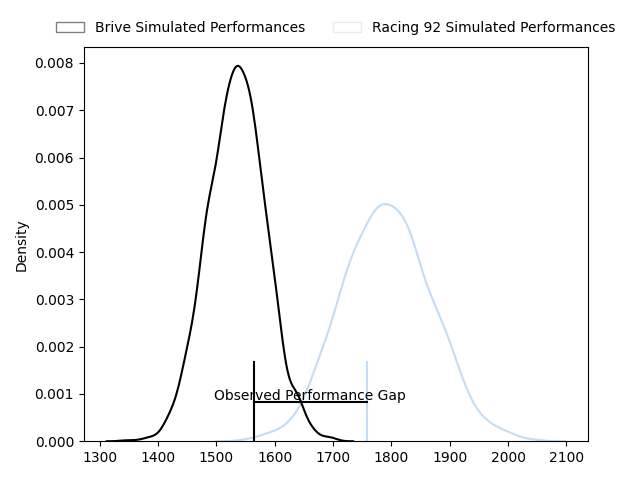 Brive Simulated Performances
Racing 92 Simulated Performances
0.008
0.007
0.006
0.005
0.004
0.003
0.002
0.001
0.000
Density
Observed Performance Gap
1300 1400 1500 1600 1700 1800 1900 2000 2100